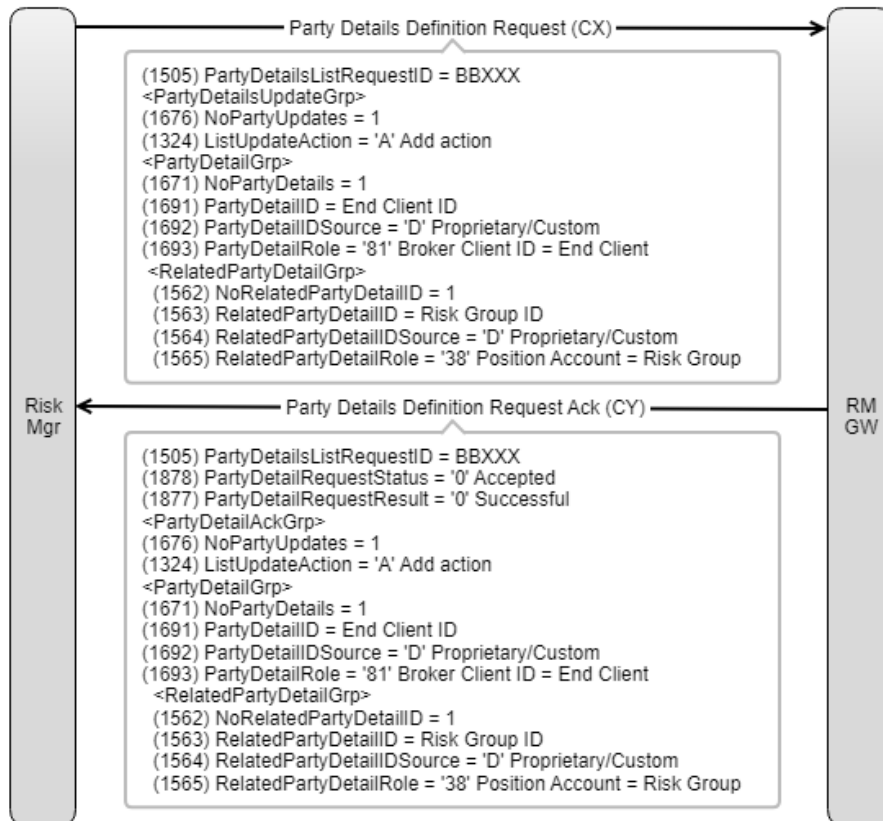 Party Details Definition Request (CX)
(1505) PartyDetailsListRequestID = BBXXX
<PartyDetailsUpdateGrp>
(1676) NoPartyUpdates = 1
(1324) ListUpdateAction = 'A' Add action
<PartyDetailGrp>
(1671) NoPartyDetails = 1
(1691) PartyDetailID = End Client ID
(1692) PartyDetailIDSource = 'D' Proprietary/Custom
(1693) PartyDetailRole = '81' Broker Client ID = End Client
<RelatedPartyDetailGrp>
(1562) NoRelatedPartyDetailID = 1
(1563) RelatedPartyDetailID = Risk Group ID
(1564) RelatedPartyDetailIDSource = 'D' Proprietary/Custom
(1565) RelatedPartyDetailRole = '38' Position Account = Risk Group
Risk
Mgr
Party Details Definition Request Ack (CY)
RM
GW
(1505) PartyDetailsListRequestID = BBXXX
(1878) PartyDetailRequestStatus = '0' Accepted
(1877) PartyDetailRequestResult = '0' Successful
<PartyDetailAckGrp>
(1676) NoPartyUpdates = 1
(1324) ListUpdateAction = 'A' Add action
<PartyDetailGrp>
(1671) NoPartyDetails = 1
(1691) PartyDetailID = End Client ID
(1692) PartyDetailIDSource = 'D' Proprietary/Custom
(1693) PartyDetailRole = '81' Broker Client ID = End Client
<RelatedPartyDetailGrp>
(1562) NoRelatedPartyDetailID = 1
(1563) RelatedPartyDetailID = Risk Group ID
(1564) RelatedPartyDetailIDSource = 'D' Proprietary/Custom
(1565) RelatedPartyDetailRole = '38' Position Account = Risk Group